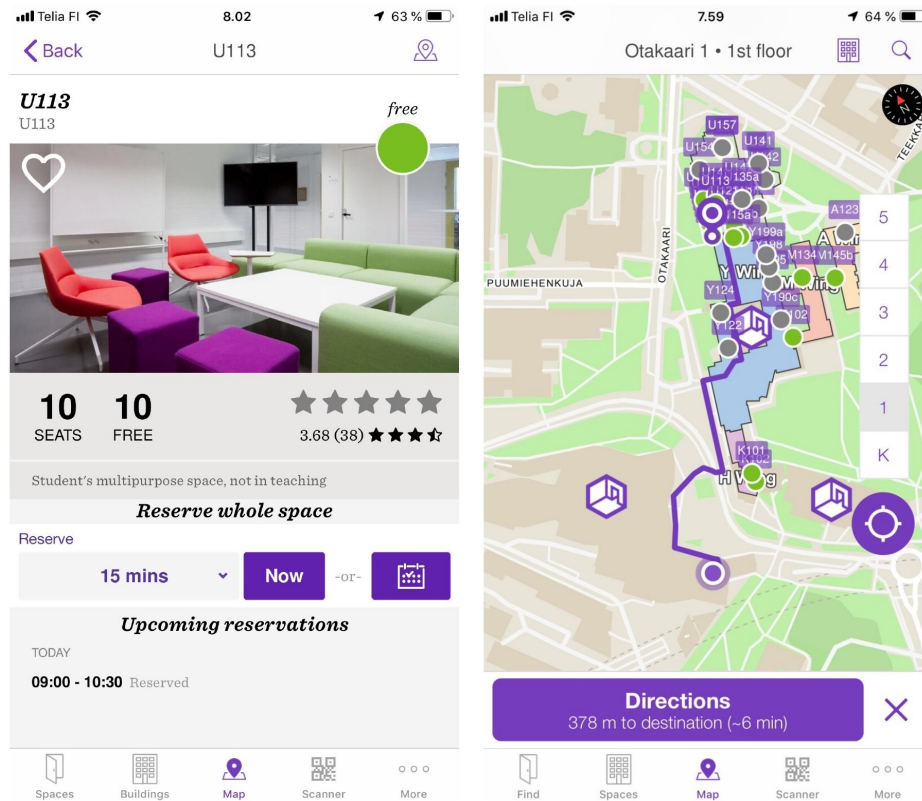 Telia FI 8.02 63 %
Back U113
U113
U113
free
10 10
SEATS FREE
3.68 (38)
Student's multipurpose space, not in teaching
Reserve whole space
Reserve
15 mins Now -or-
Upcoming reservations
TODAY
09:00 - 10:30 Reserved
Spaces Buildings Map Scanner More
Telia FI 7.59 64 %
Otakaari 1 • 1st floor
U157
U154
U141
U113
135a
A123
Y199a
M134
M145b
Y124
Y190c
Y122
K101
OTAKAARI
PUUMIEHENKUJA
5
4
3
2
1
K
Directions
378 m to destination (~6 min)
Find Spaces Map Scanner More